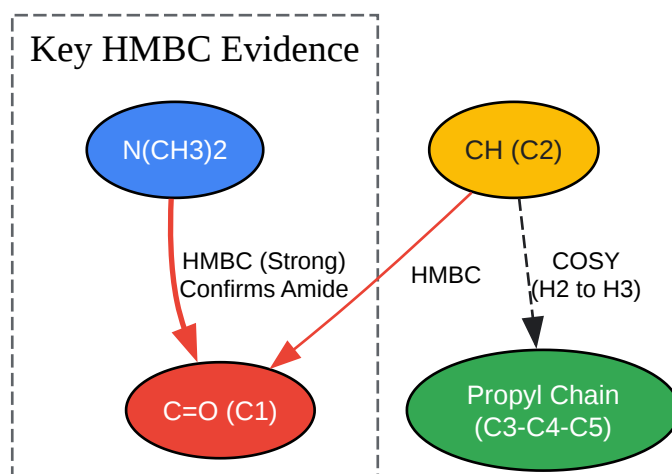 Key HMBC Evidence
N(CH3)2
CH (C2)
HMBC (Strong)
Confirms Amide
HMBC
COSY
(H2 to H3)
C=O (C1)
Propyl Chain
(C3-C4-C5)